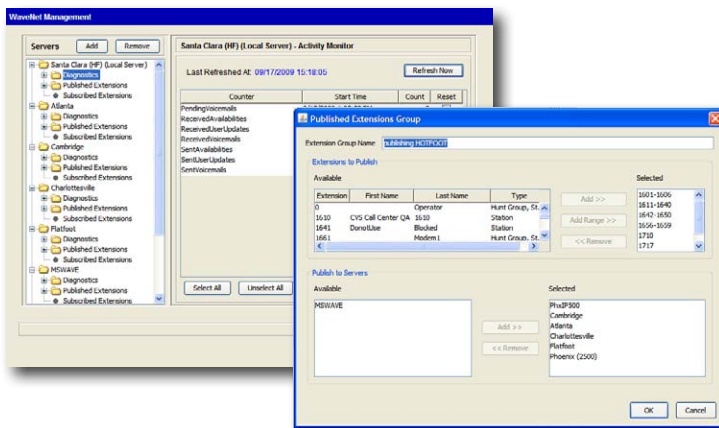 WaveNet Management
Servers Add Remove
Santa Clara (HF) (Local Server)
Diagnostics
Published Extensions
Subscribed Extensions
Atlanta
Diagnostics
Published Extensions
Subscribed Extensions
Cambridge
Diagnostics
Published Extensions
Subscribed Extensions
Charlottesville
Diagnostics
Published Extensions
Subscribed Extensions
Flatfoot
Diagnostics
Published Extensions
Subscribed Extensions
MSWAVE
Diagnostics
Published Extensions
Subscribed Extensions
Santa Clara (HF) (Local Server) - Activity Monitor
Last Refreshed At: 09/17/2009 15:18:05 Refresh Now
Counter Start Time Count Reset
PendingVoicemails
ReceivedAvailabilities
ReceivedUserUpdates
ReceivedVoicemails
SentAvailabilities
SentUserUpdates
SentVoicemails
Select All Unselect All
Published Extensions Group
Extension Group Name publishing HOTFOOT
Extensions to Publish
Available Selected
Extension First Name Last Name Type
0 Operator Hunt Group, St.
1610 CVS Call Center QA 1610 Station
1641 DonotUse Blocked Station
1661 Modem1 Hunt Group, St.
Add >>
Add Range >>
<< Remove
1601-1606
1611-1640
1642-1650
1656-1659
1710
1717
Publish to Servers
Available Selected
MSWAVE
Add >>
<< Remove
PhxIP500
Cambridge
Atlanta
Charlottesville
Flatfoot
Phoenix (2500)
OK Cancel